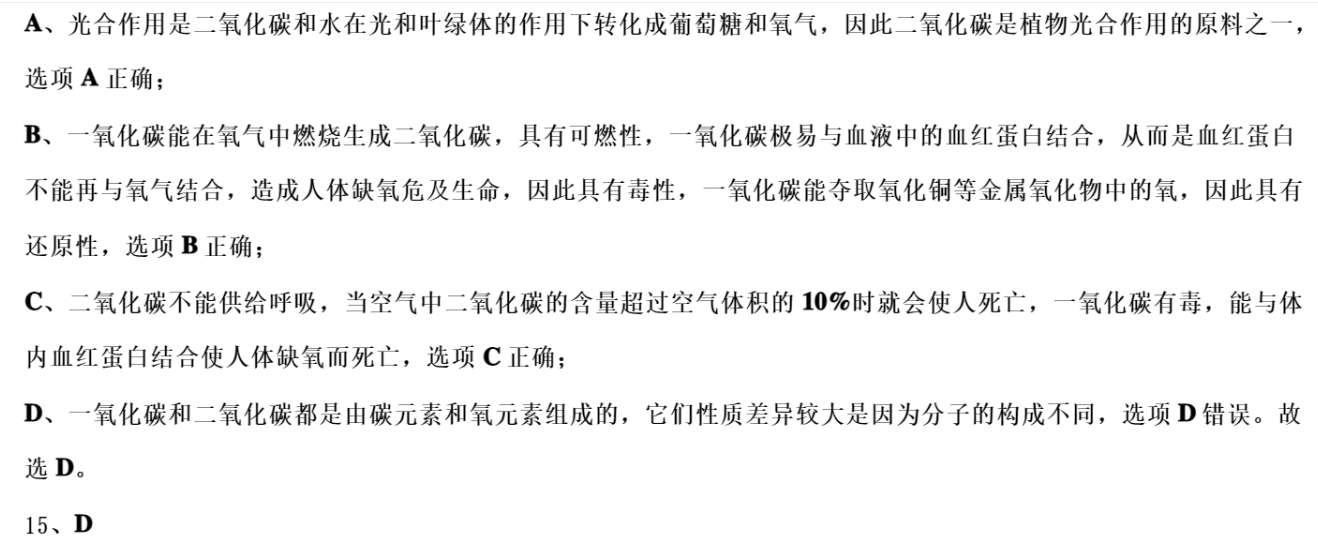 A、光合作用是二氧化碳和水在光和叶绿体的作用下转化成葡萄糖和氧气，因此二氧化碳是植物光合作用的原料之一，
选项 A 正确；
B、一氧化碳能在氧气中燃烧生成二氧化碳，具有可燃性，一氧化碳极易与血液中的血红蛋白结合，从而是血红蛋白
不能再与氧气结合，造成人体缺氧危及生命，因此具有毒性，一氧化碳能夺取氧化铜等金属氧化物中的氧，因此具有
还原性，选项 B 正确；
C、二氧化碳不能供给呼吸，当空气中二氧化碳的含量超过空气体积的 10%时就会使人死亡，一氧化碳有毒，能与体
内血红蛋白结合使人体缺氧而死亡，选项 C 正确；
D、一氧化碳和二氧化碳都是由碳元素和氧元素组成的，它们性质差异较大是因为分子的构成不同，选项 D 错误。故
选 D。
15、D